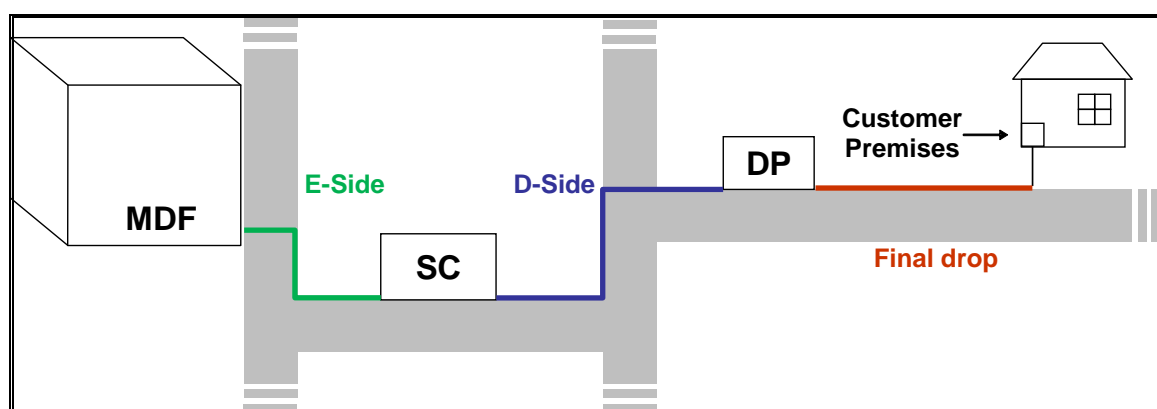 Customer
Premises
DP
E-Side
D-Side
MDF
SC
Final drop